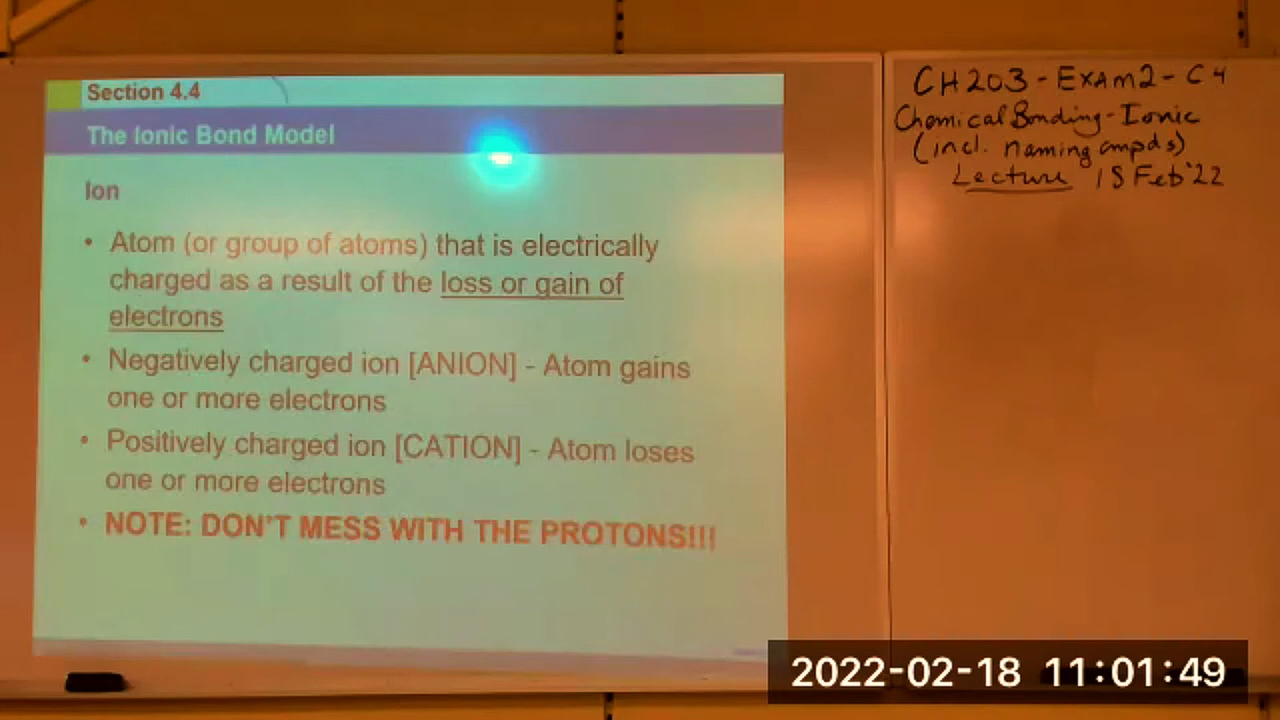 Section 4.4
The Ionic Bond Model
Ion
• Atom (or group of atoms) that is electrically
charged as a result of the loss or gain of
electrons
• Negatively charged ion [ANION] - Atom gains
one or more electrons
• Positively charged ion [CATION] - Atom loses
one or more electrons
• NOTE: DON'T MESS WITH THE PROTONS!!!
CH203 - EXAM2 - C4
Chemical Bonding - Ionic
(incl. naming cmpds)
Lecture 18 Feb '22
2022-02-18 11:01:49